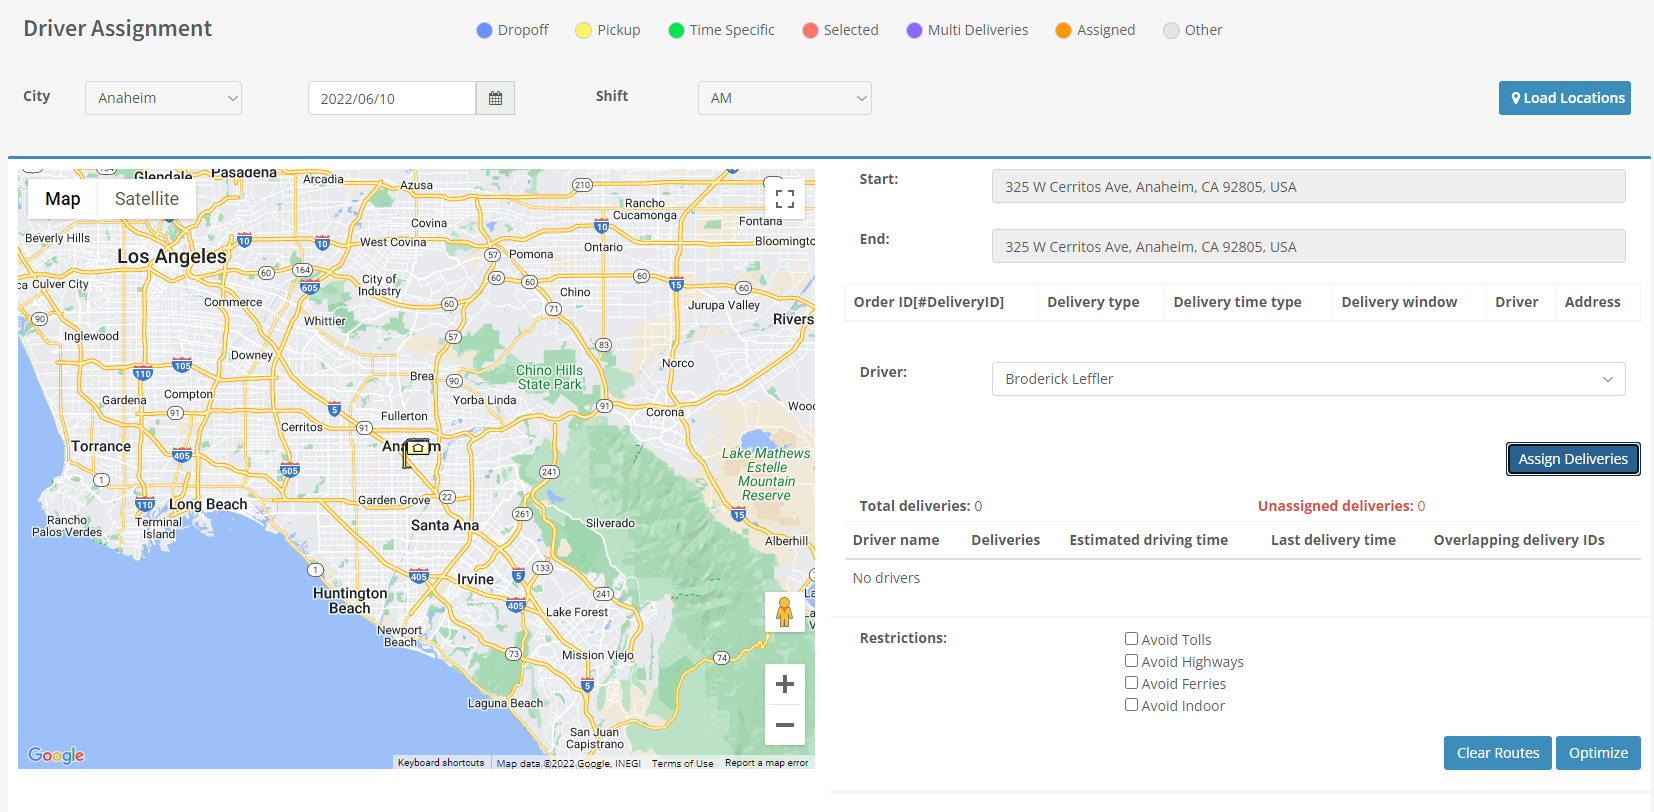 Driver Assignment
Dropoff
Pickup
Time Specific
Selected
Multi Deliveries
Assigned
Other
City
Anaheim
2022/06/10
Shift
AM
Load Locations
Map
Satellite
Glendale
Pasadena
Arcadia
Azusa
210
Rancho
Cucamonga
Fontana
Beverly Hills
10
10
Covina
10
West Covina
Ontario
Bloomingto
Los Angeles
57
Pomona
60
164
City of
Industry
60
60
60
15
60
ca
Culver City
605
Chino
Commerce
60
71
Jurupa Valley
90
Whittier
Rivers
Inglewood
57
83
Downey
105
110
Norco
Brea
90
Chino Hills
State Park
Compton
Gardena
91
5
Yorba Linda
91
Corona
Wood
Fullerton
Cerritos
91
Torrance
405
605
241
Lake Mathews
Estelle
Mountain
Reserve
1
Garden Grove
22
110
Long Beach
261
15
Rancho
Palos Verdes
Terminal
Island
Santa Ana
Silverado
Alberhill
1
133
405
Irvine
5
Huntington
Beach
241
405
Lake Forest
Newport
Beach
73
Mission Viejo
74
5
Laguna Beach
San Juan
Capistrano
Google
Keyboard shortcuts
Map data ©2022 Google, INEGI
Terms of Use
Report a map error
Start:
325 W Cerritos Ave, Anaheim, CA 92805, USA
End:
325 W Cerritos Ave, Anaheim, CA 92805, USA
Order ID[#DeliveryID]
Delivery type
Delivery time type
Delivery window
Driver
Address
Driver:
Broderick Leffler
Assign Deliveries
Total deliveries: 0
Unassigned deliveries: 0
Driver name
Deliveries
Estimated driving time
Last delivery time
Overlapping delivery IDs
No drivers
Restrictions:
Avoid Tolls
Avoid Highways
Avoid Ferries
Avoid Indoor
Clear Routes
Optimize